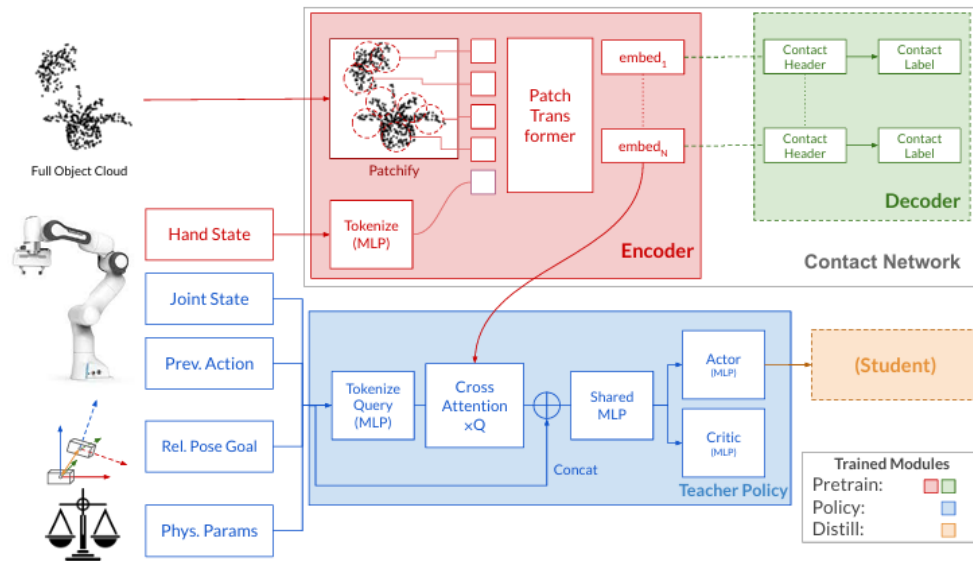 Full Object Cloud
Patchify
Patch
Trans
former
embed₁
embed_N
Contact
Header
Contact
Label
Contact
Header
Contact
Label
Decoder
Hand State
Tokenize
(MLP)
Encoder
Contact Network
Joint State
Prev. Action
Rel. Pose Goal
Phys. Params
Tokenize
Query
(MLP)
Cross
Attention
×Q
Concat
Shared
MLP
Actor
(MLP)
Critic
(MLP)
Teacher Policy
(Student)
Trained Modules
Pretrain:
Policy:
Distill: